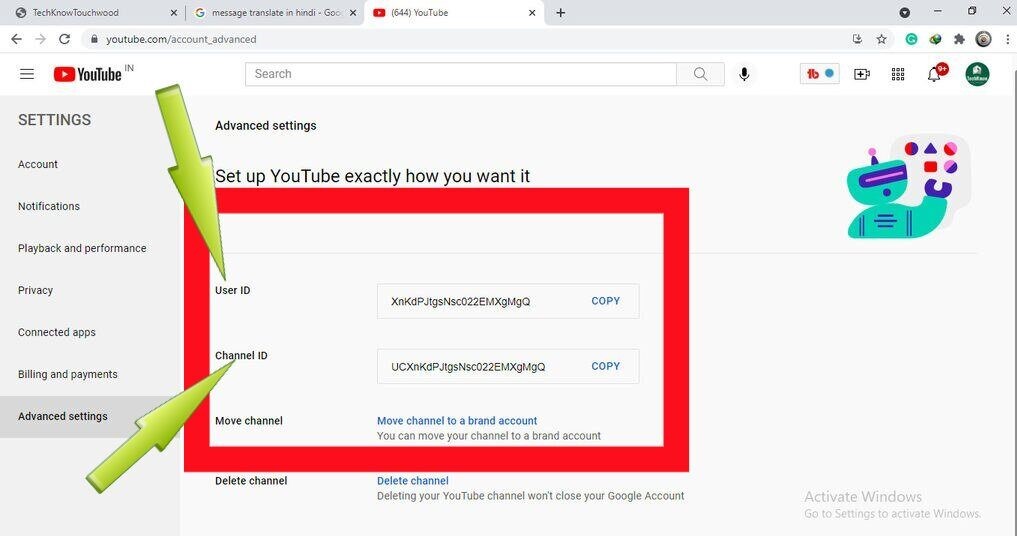 TechKnowTouchwood
message translate in hindi - Goo
(644) YouTube
youtube.com/account_advanced
YouTube IN
Search
9+
SETTINGS
Account
Notifications
Playback and performance
Privacy
Connected apps
Billing and payments
Advanced settings
Advanced settings
Set up YouTube exactly how you want it
User ID
XnKdPJtgsNsc022EMXgMgQ
COPY
Channel ID
UCXnKdPJtgsNsc022EMXgMgQ
COPY
Move channel
Move channel to a brand account
You can move your channel to a brand account
Delete channel
Delete channel
Deleting your YouTube channel won't close your Google Account
Activate Windows
Go to Settings to activate Windows.